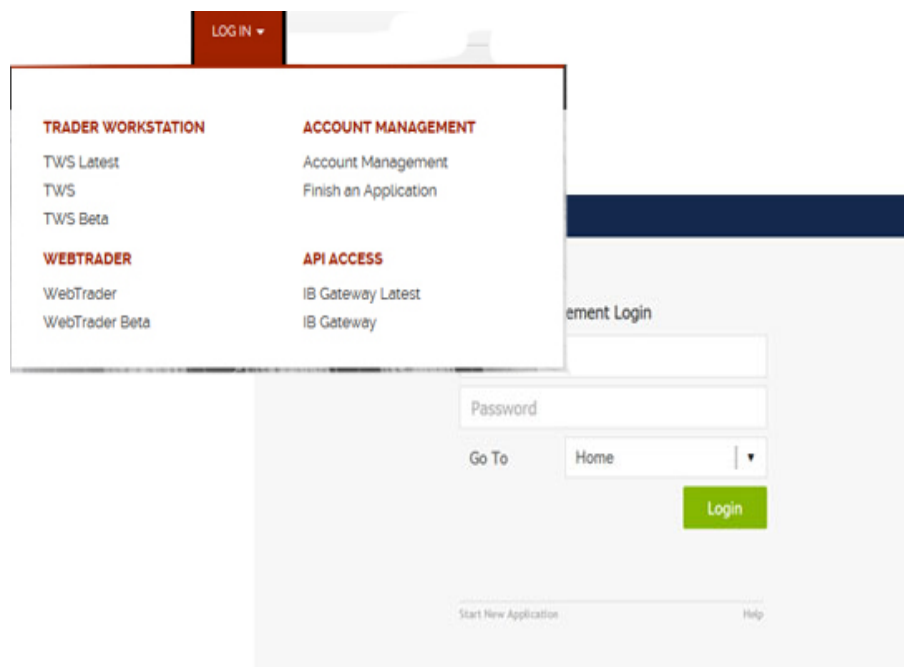 LOG IN
TRADER WORKSTATION
TWS Latest
TWS
TWS Beta
WEBTRADER
WebTrader
WebTrader Beta
ACCOUNT MANAGEMENT
Account Management
Finish an Application
API ACCESS
IB Gateway Latest
IB Gateway
ement Login
Password
Go To Home
Login
Start New Application Help